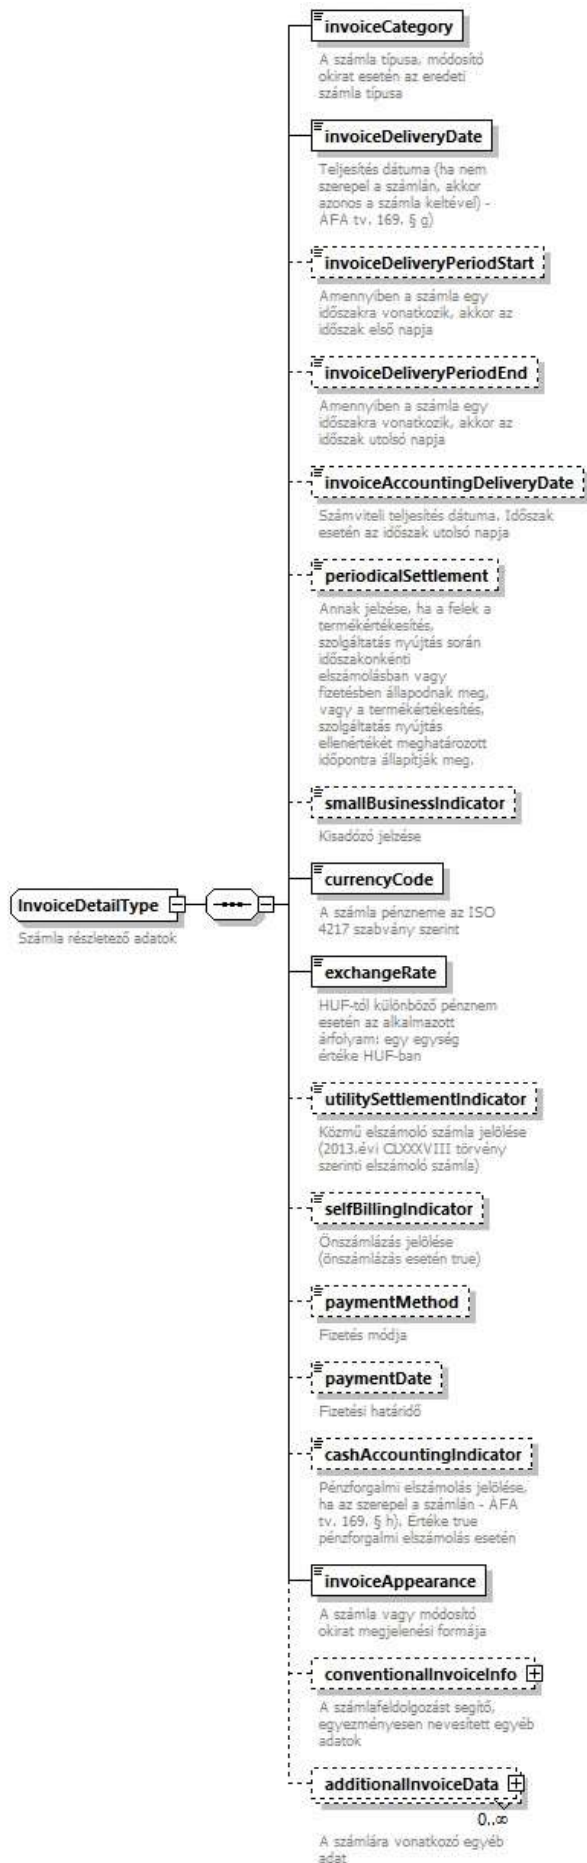 invoiceCategory
A számla típusa, módosító
okirat esetén az eredeti
számla típusa
invoiceDeliveryDate
Teljesítés dátuma (ha nem
szerepel a számlán, akkor
azonos a számla keltével) -
ÁFA tv. 169. § g)
invoiceDeliveryPeriodStart
Amennyiben a számla egy
időszakra vonatkozik, akkor az
időszak első napja
invoiceDeliveryPeriodEnd
Amennyiben a számla egy
időszakra vonatkozik, akkor az
időszak utolsó napja
invoiceAccountingDeliveryDate
Számviteli teljesítés dátuma. Időszak
esetén az időszak utolsó napja
periodicalSettlement
Annak jelzése, ha a felek a
termékértékesítés,
szolgáltatás nyújtás során
időszakonkénti
elszámolásban vagy
fizetésben állapodnak meg,
vagy a termékértékesítés,
szolgáltatás nyújtás
ellenértékét meghatározott
időpontra állapítják meg.
smallBusinessIndicator
Kisadózó jelzése
InvoiceDetailType
Számla részletező adatok
currencyCode
A számla pénzneme az ISO
4217 szabvány szerint
exchangeRate
HUF-tól különböző pénznem
esetén az alkalmazott
árfolyam: egy egység
értéke HUF-ban
utilitySettlementIndicator
Közmű elszámoló számla jelölése
(2013.évi CLXXXVIII törvény
szerinti elszámoló számla)
selfBillingIndicator
Önszámlázás jelölése
(önszámlázás esetén true)
paymentMethod
Fizetés módja
paymentDate
Fizetési határidő
cashAccountingIndicator
Pénzforgalmi elszámolás jelölése,
ha az szerepel a számlán - ÁFA
tv. 169. § h). Értéke true
pénzforgalmi elszámolás esetén
invoiceAppearance
A számla vagy módosító
okirat megjelenési formája
conventionalInvoiceInfo
A számlafeldolgozást segítő,
egyezményesen nevesített egyéb
adatok
additionalInvoiceData
0..∞
A számlára vonatkozó egyéb
adat